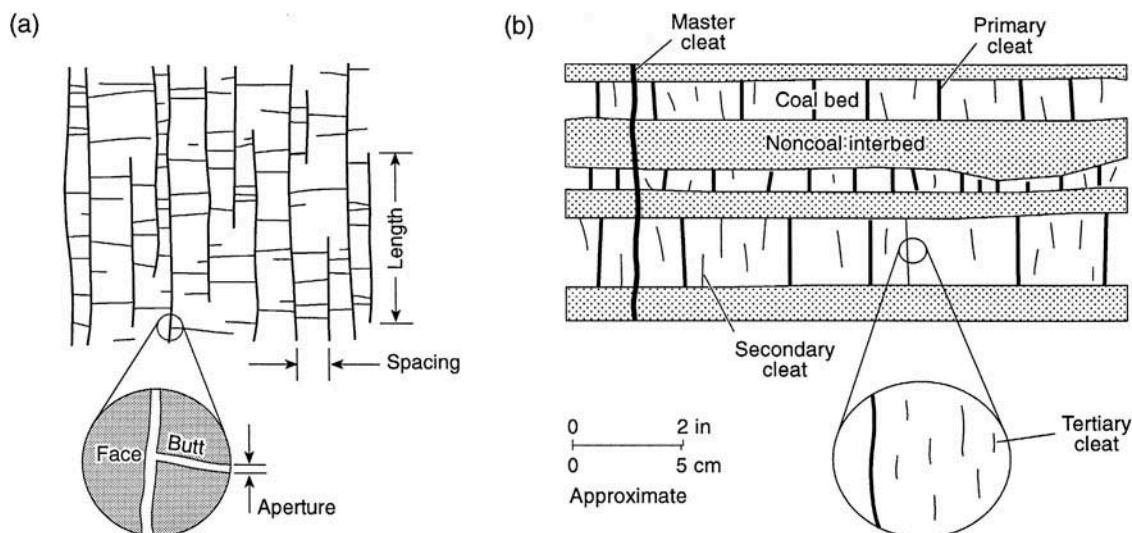 (a)
Length
Spacing
Face
Butt
Aperture
(b)
Master
cleat
Primary
cleat
Coal bed
Noncoal interbed
Secondary
cleat
0 2 in
0 5 cm
Approximate
Tertiary
cleat